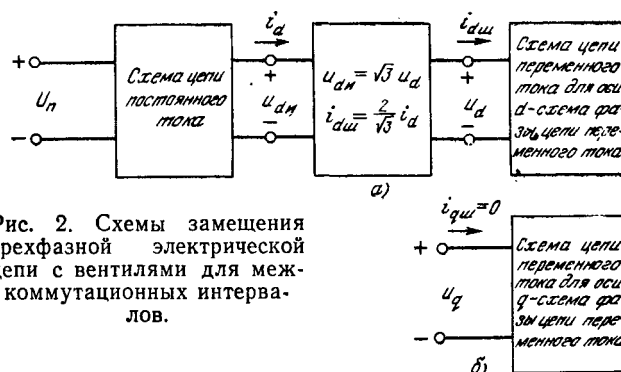 i_d
i_dш
+
Схема цепи
постоянного
тока
U_п
−
+
u_dи
−
u_dи = √3 u_d
i_dш = 2/√3 i_d
+
u_d
−
Схема цепи
переменного
тока для оси
d-схема фа-
зы цепи пере-
менного тока
а)
Рис. 2. Схемы замещения
рехфазной электрической
цепи с вентилями для меж-
коммутационных интерва-
лов.
i_qш=0
+
u_q
−
Схема цепи
переменного
тока для оси
q-схема фа-
зы цепи пере-
менного тока
б)